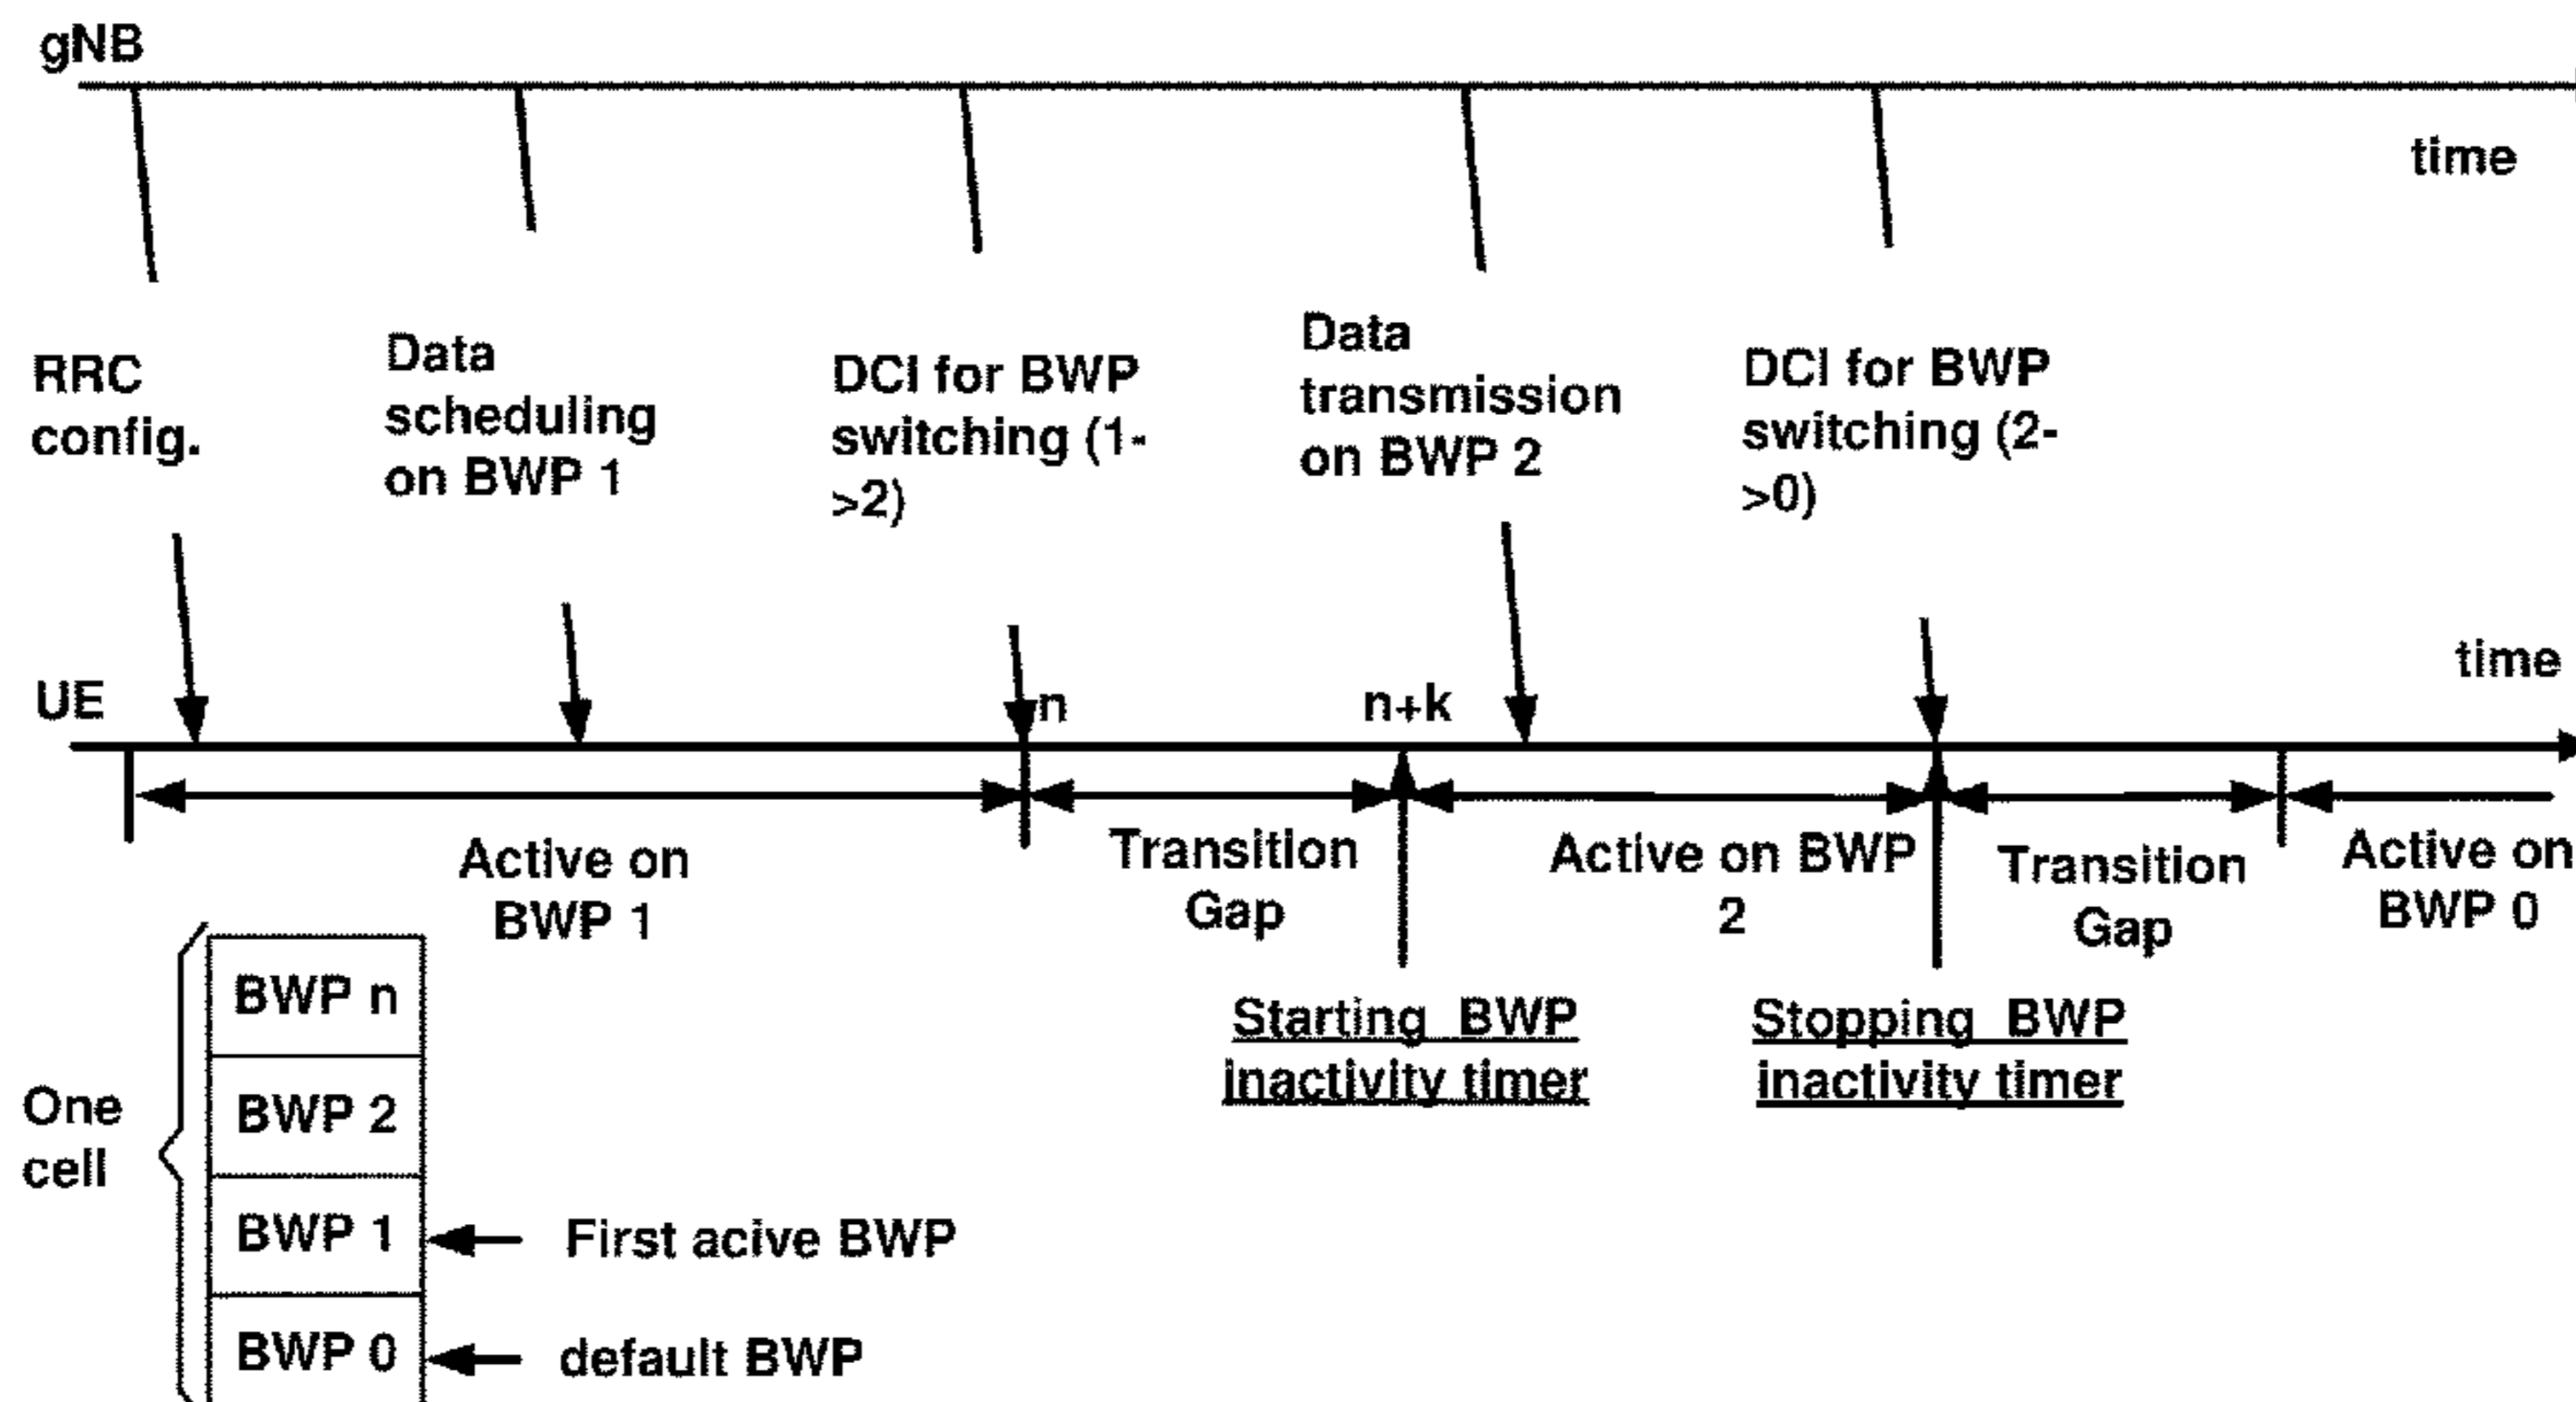 gNB
time
RRC
config.
Data
scheduling
on BWP 1
DCI for BWP
switching (1-
>2)
Data
transmission
on BWP 2
DCI for BWP
switching (2-
>0)
UE
n
n+k
time
Active on
BWP 1
Transition
Gap
Active on BWP
2
Transition
Gap
Active on
BWP 0
Starting BWP
inactivity timer
Stopping BWP
inactivity timer
One
cell
BWP n
BWP 2
BWP 1
First acive BWP
BWP 0
default BWP